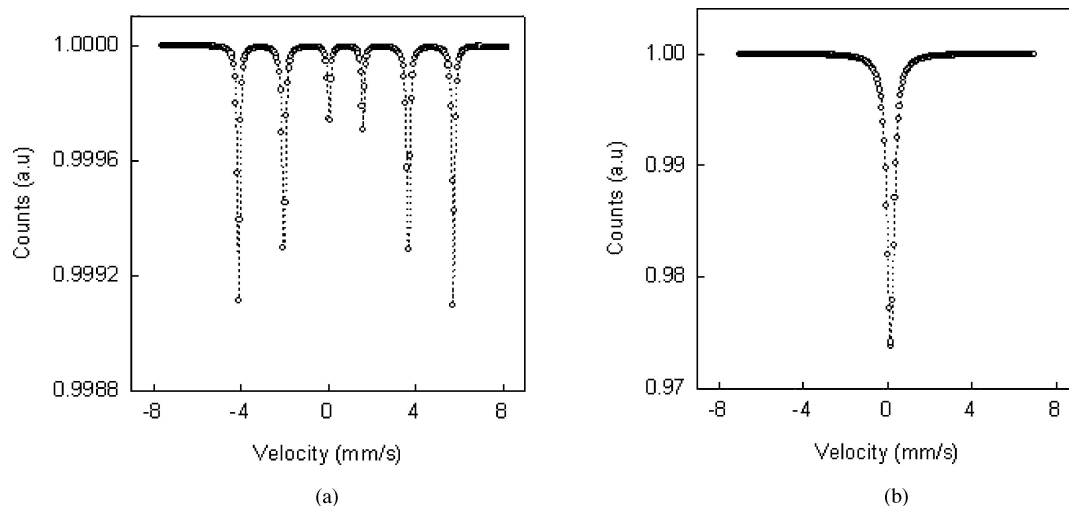 1.0000
0.9996
0.9992
0.9988
Counts (a.u)
-8 -4 0 4 8
Velocity (mm/s)
(a)
1.00
0.99
0.98
0.97
Counts (a.u)
-8 -4 0 4 8
Velocity (mm/s)
(b)